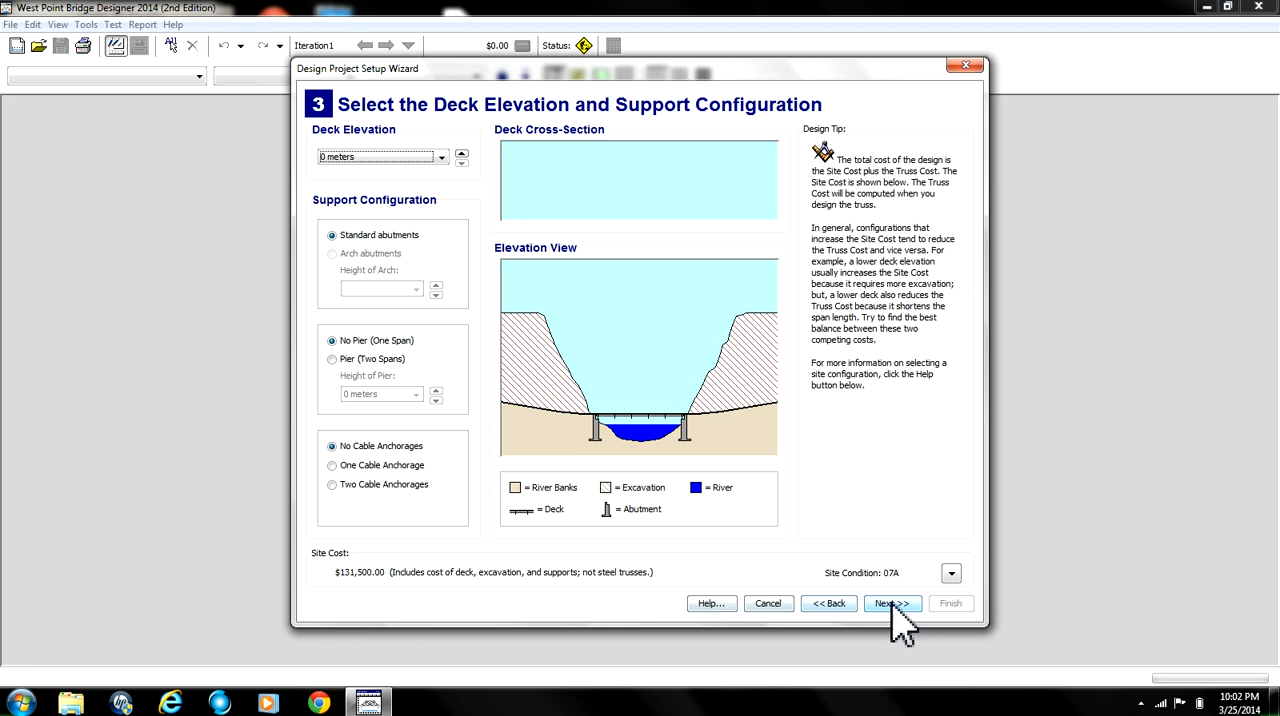 West Point Bridge Designer 2014 (2nd Edition)
File Edit View Tools Test Report Help
Iteration1 $0.00 Status:
Design Project Setup Wizard
3 Select the Deck Elevation and Support Configuration
Deck Elevation
0 meters
Support Configuration
Standard abutments
Arch abutments
Height of Arch:
No Pier (One Span)
Pier (Two Spans)
Height of Pier:
0 meters
No Cable Anchorages
One Cable Anchorage
Two Cable Anchorages
Deck Cross-Section
Elevation View
= River Banks = Excavation = River
= Deck = Abutment
Design Tip:
The total cost of the design is
the Site Cost plus the Truss Cost. The
Site Cost is shown below. The Truss
Cost will be computed when you
design the truss.
In general, configurations that
increase the Site Cost tend to reduce
the Truss Cost and vice versa. For
example, a lower deck elevation
usually increases the Site Cost
because it requires more excavation;
but, a lower deck also reduces the
Truss Cost because it shortens the
span length. Try to find the best
balance between these two
competing costs.
For more information on selecting a
site configuration, click the Help
button below.
Site Cost:
$131,500.00 (Includes cost of deck, excavation, and supports; not steel trusses.)
Site Condition: 07A
Help... Cancel << Back Next >> Finish
10:02 PM
3/25/2014